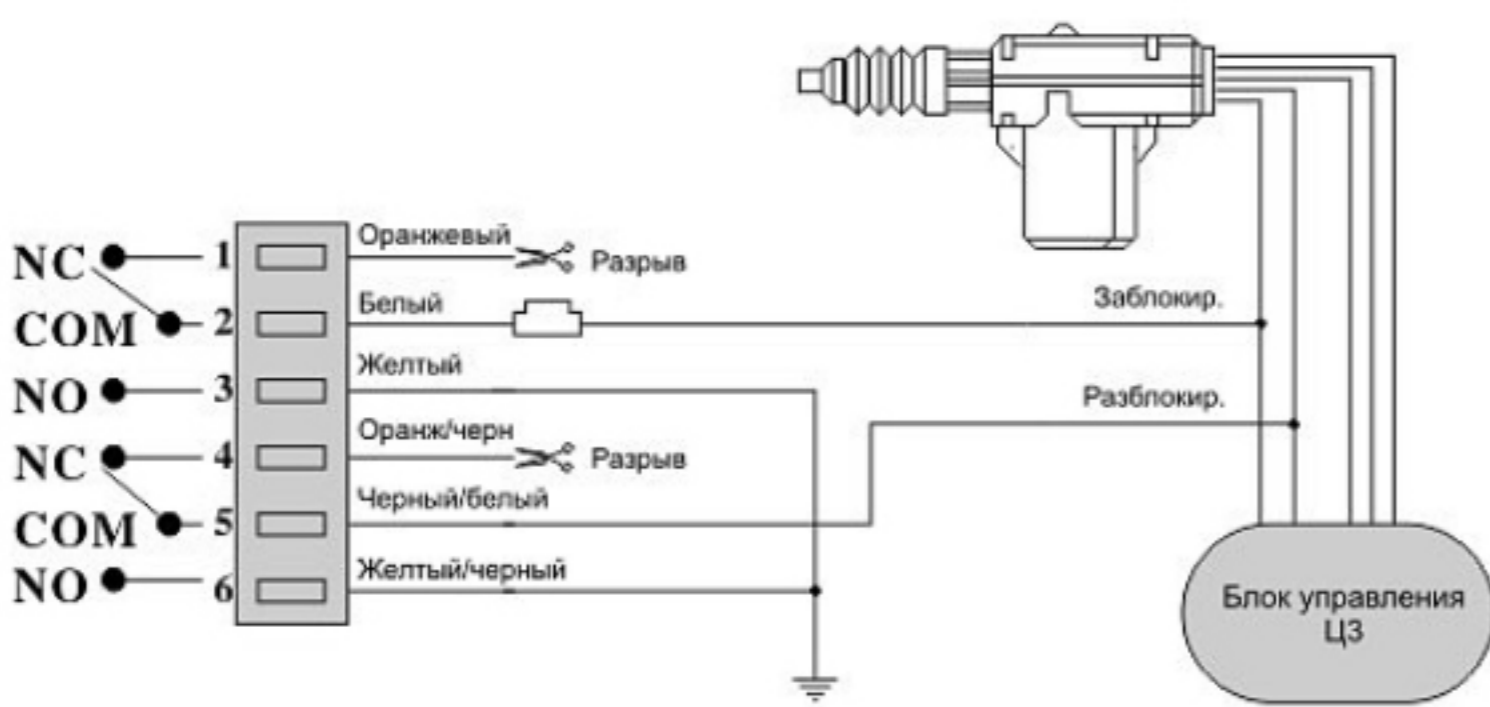 NC 1 Оранжевый Разрыв
COM 2 Белый Заблокир.
NO 3 Желтый
Разблокир.
NC 4 Оранж/черн Разрыв
COM 5 Черный/белый
NO 6 Желтый/черный
Блок управления
ЦЗ